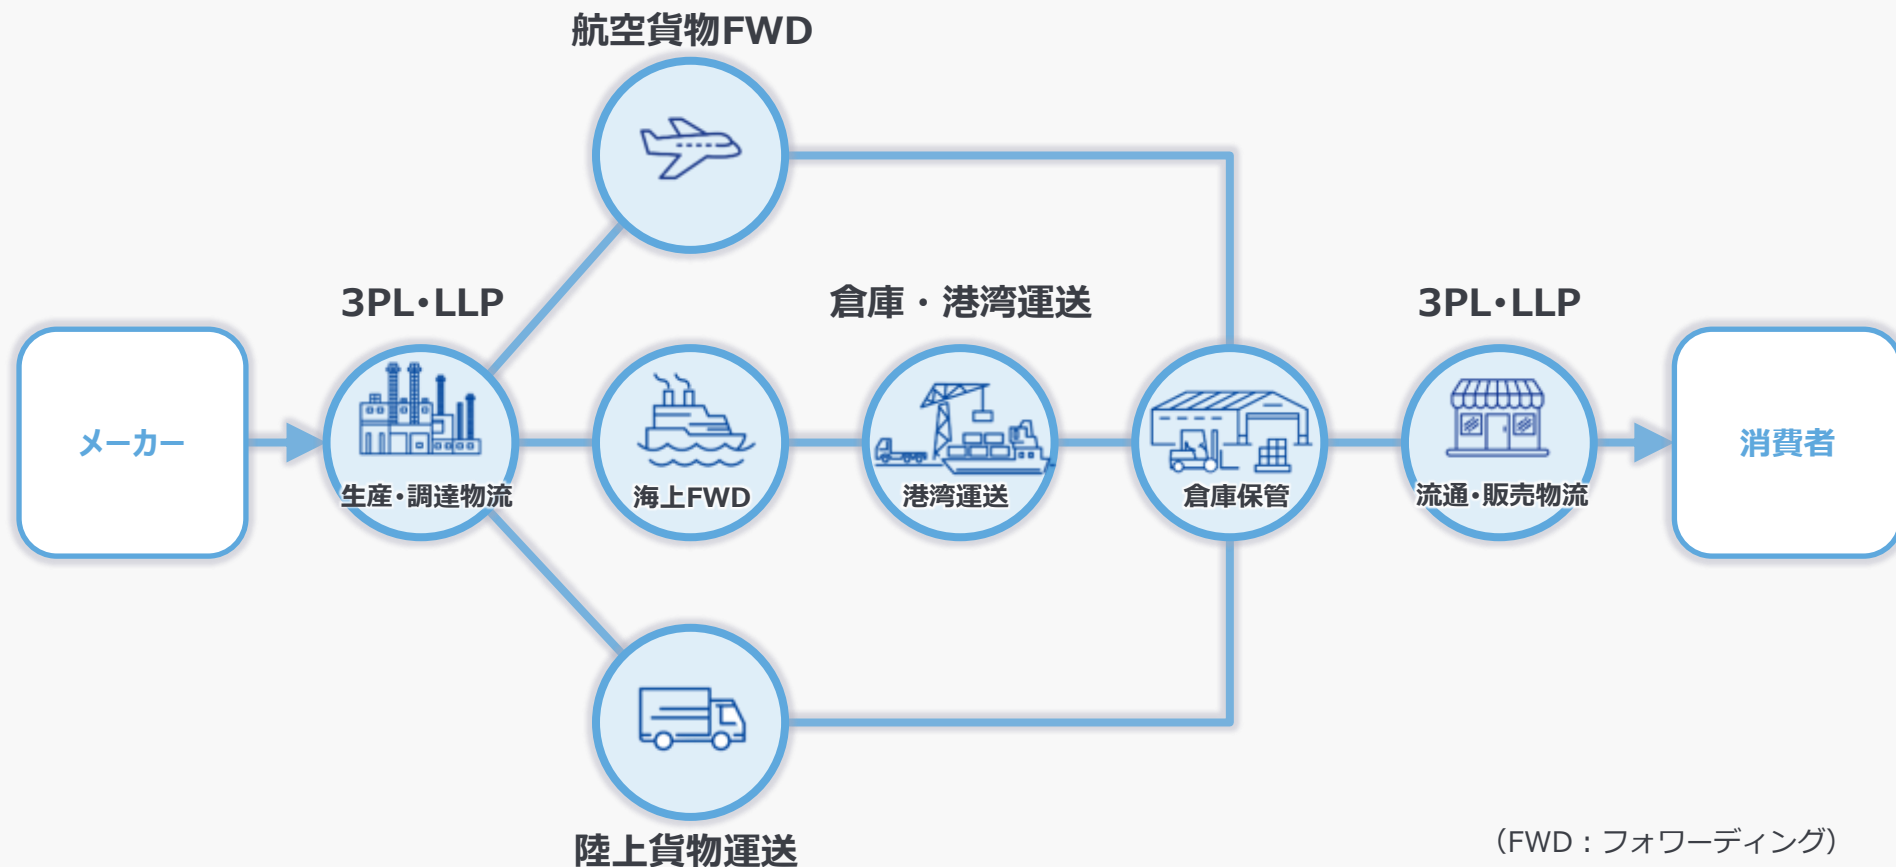 航空貨物FWD
3PL・LLP
倉庫・港湾運送
3PL・LLP
メーカー
生産・調達物流
海上FWD
港湾運送
倉庫保管
流通・販売物流
消費者
陸上貨物運送
（FWD：フォワーディング）